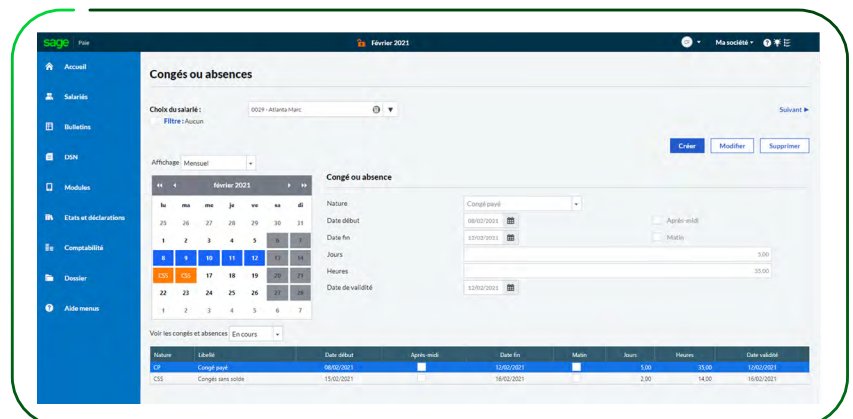 sage Paie Février 2021 CP Ma société
Accueil
Salariés
Bulletins
DSN
Modules
Etats et déclarations
Comptabilité
Dossier
Aide menus
Congés ou absences
Choix du salarié : 0029 - Atlanta Marc Suivant
Filtre : Aucun
Créer Modifier Supprimer
Affichage Mensuel
février 2021
lu ma me je ve sa di
25 26 27 28 29 30 31
1 2 3 4 5 6 7
8 9 10 11 12 13 14
CSS CSS 17 18 19 20 21
22 23 24 25 26 27 28
1 2 3 4 5 6 7
Congé ou absence
Nature Congé payé
Date début 08/02/2021 Après-midi
Date fin 12/02/2021 Matin
Jours 5,00
Heures 35,00
Date de validité 12/02/2021
Voir les congés et absences En cours
Nature Libellé Date début Après-midi Date fin Matin Jours Heures Date validité
CP Congé payé 08/02/2021 12/02/2021 5,00 35,00 12/02/2021
CSS Congés sans solde 15/02/2021 16/02/2021 2,00 14,00 16/02/2021